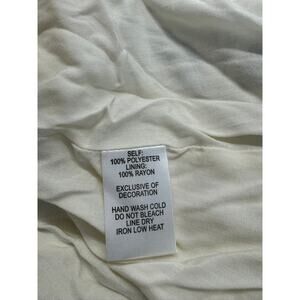 SELF:
100% POLYESTER
LINING:
100% RAYON
EXCLUSIVE OF
DECORATION
HAND WASH COLD
DO NOT BLEACH
LINE DRY
IRON LOW HEAT